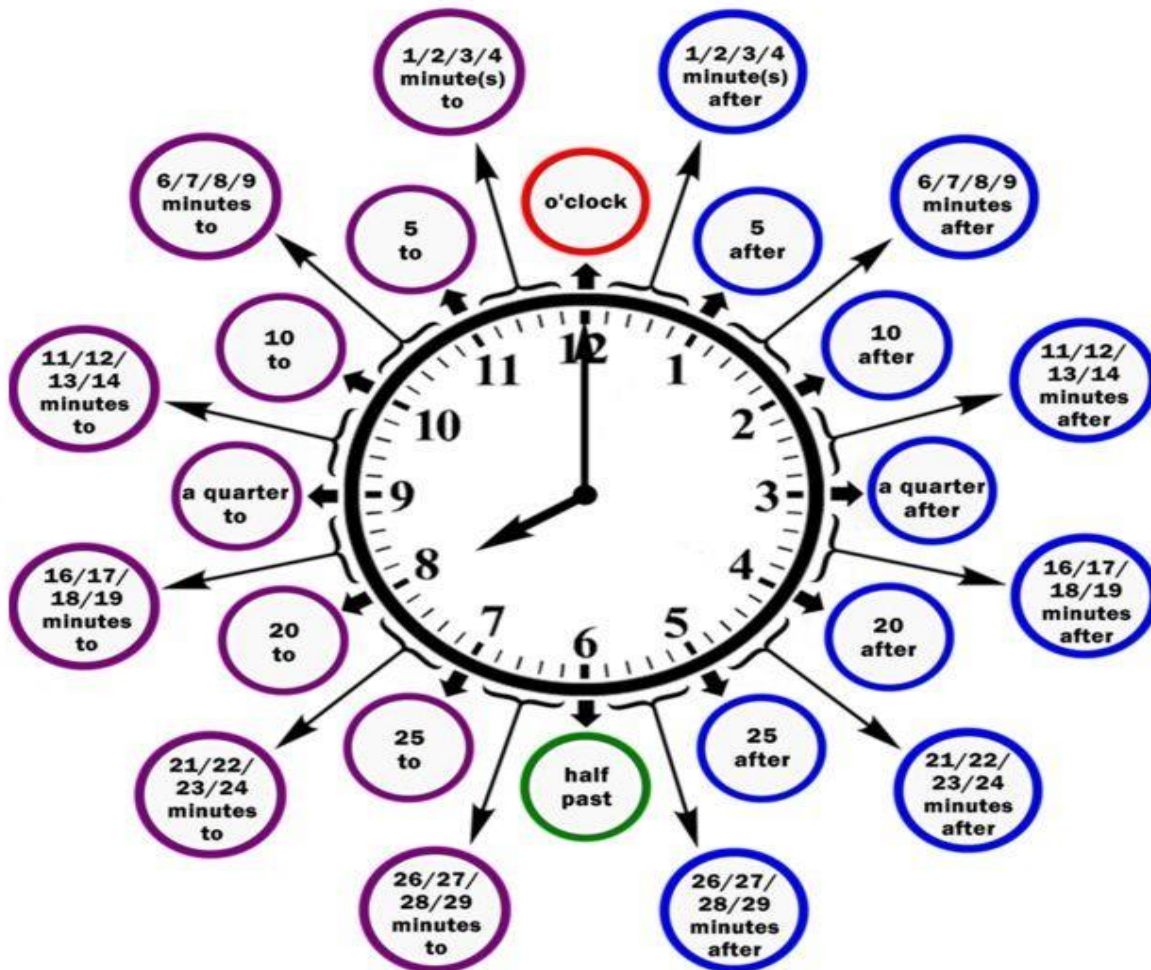 1/2/3/4
minute(s)
to
1/2/3/4
minute(s)
after
6/7/8/9
minutes
to
5
to
o'clock
5
after
6/7/8/9
minutes
after
11/12/
13/14
minutes
to
10
to
10
after
11/12/
13/14
minutes
after
a quarter
to
a quarter
after
16/17/
18/19
minutes
to
20
to
20
after
16/17/
18/19
minutes
after
21/22/
23/24
minutes
to
25
to
half
past
25
after
21/22/
23/24
minutes
after
26/27/
28/29
minutes
to
26/27/
28/29
minutes
after
12
1
2
3
4
5
6
7
8
9
10
11